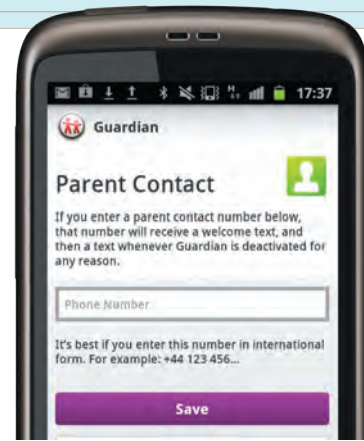 17:37
Guardian
Parent Contact
If you enter a parent contact number below,
that number will receive a welcome text, and
then a text whenever Guardian is deactivated for
any reason.
Phone Number
It's best if you enter this number in international
form. For example: +44 123 456...
Save